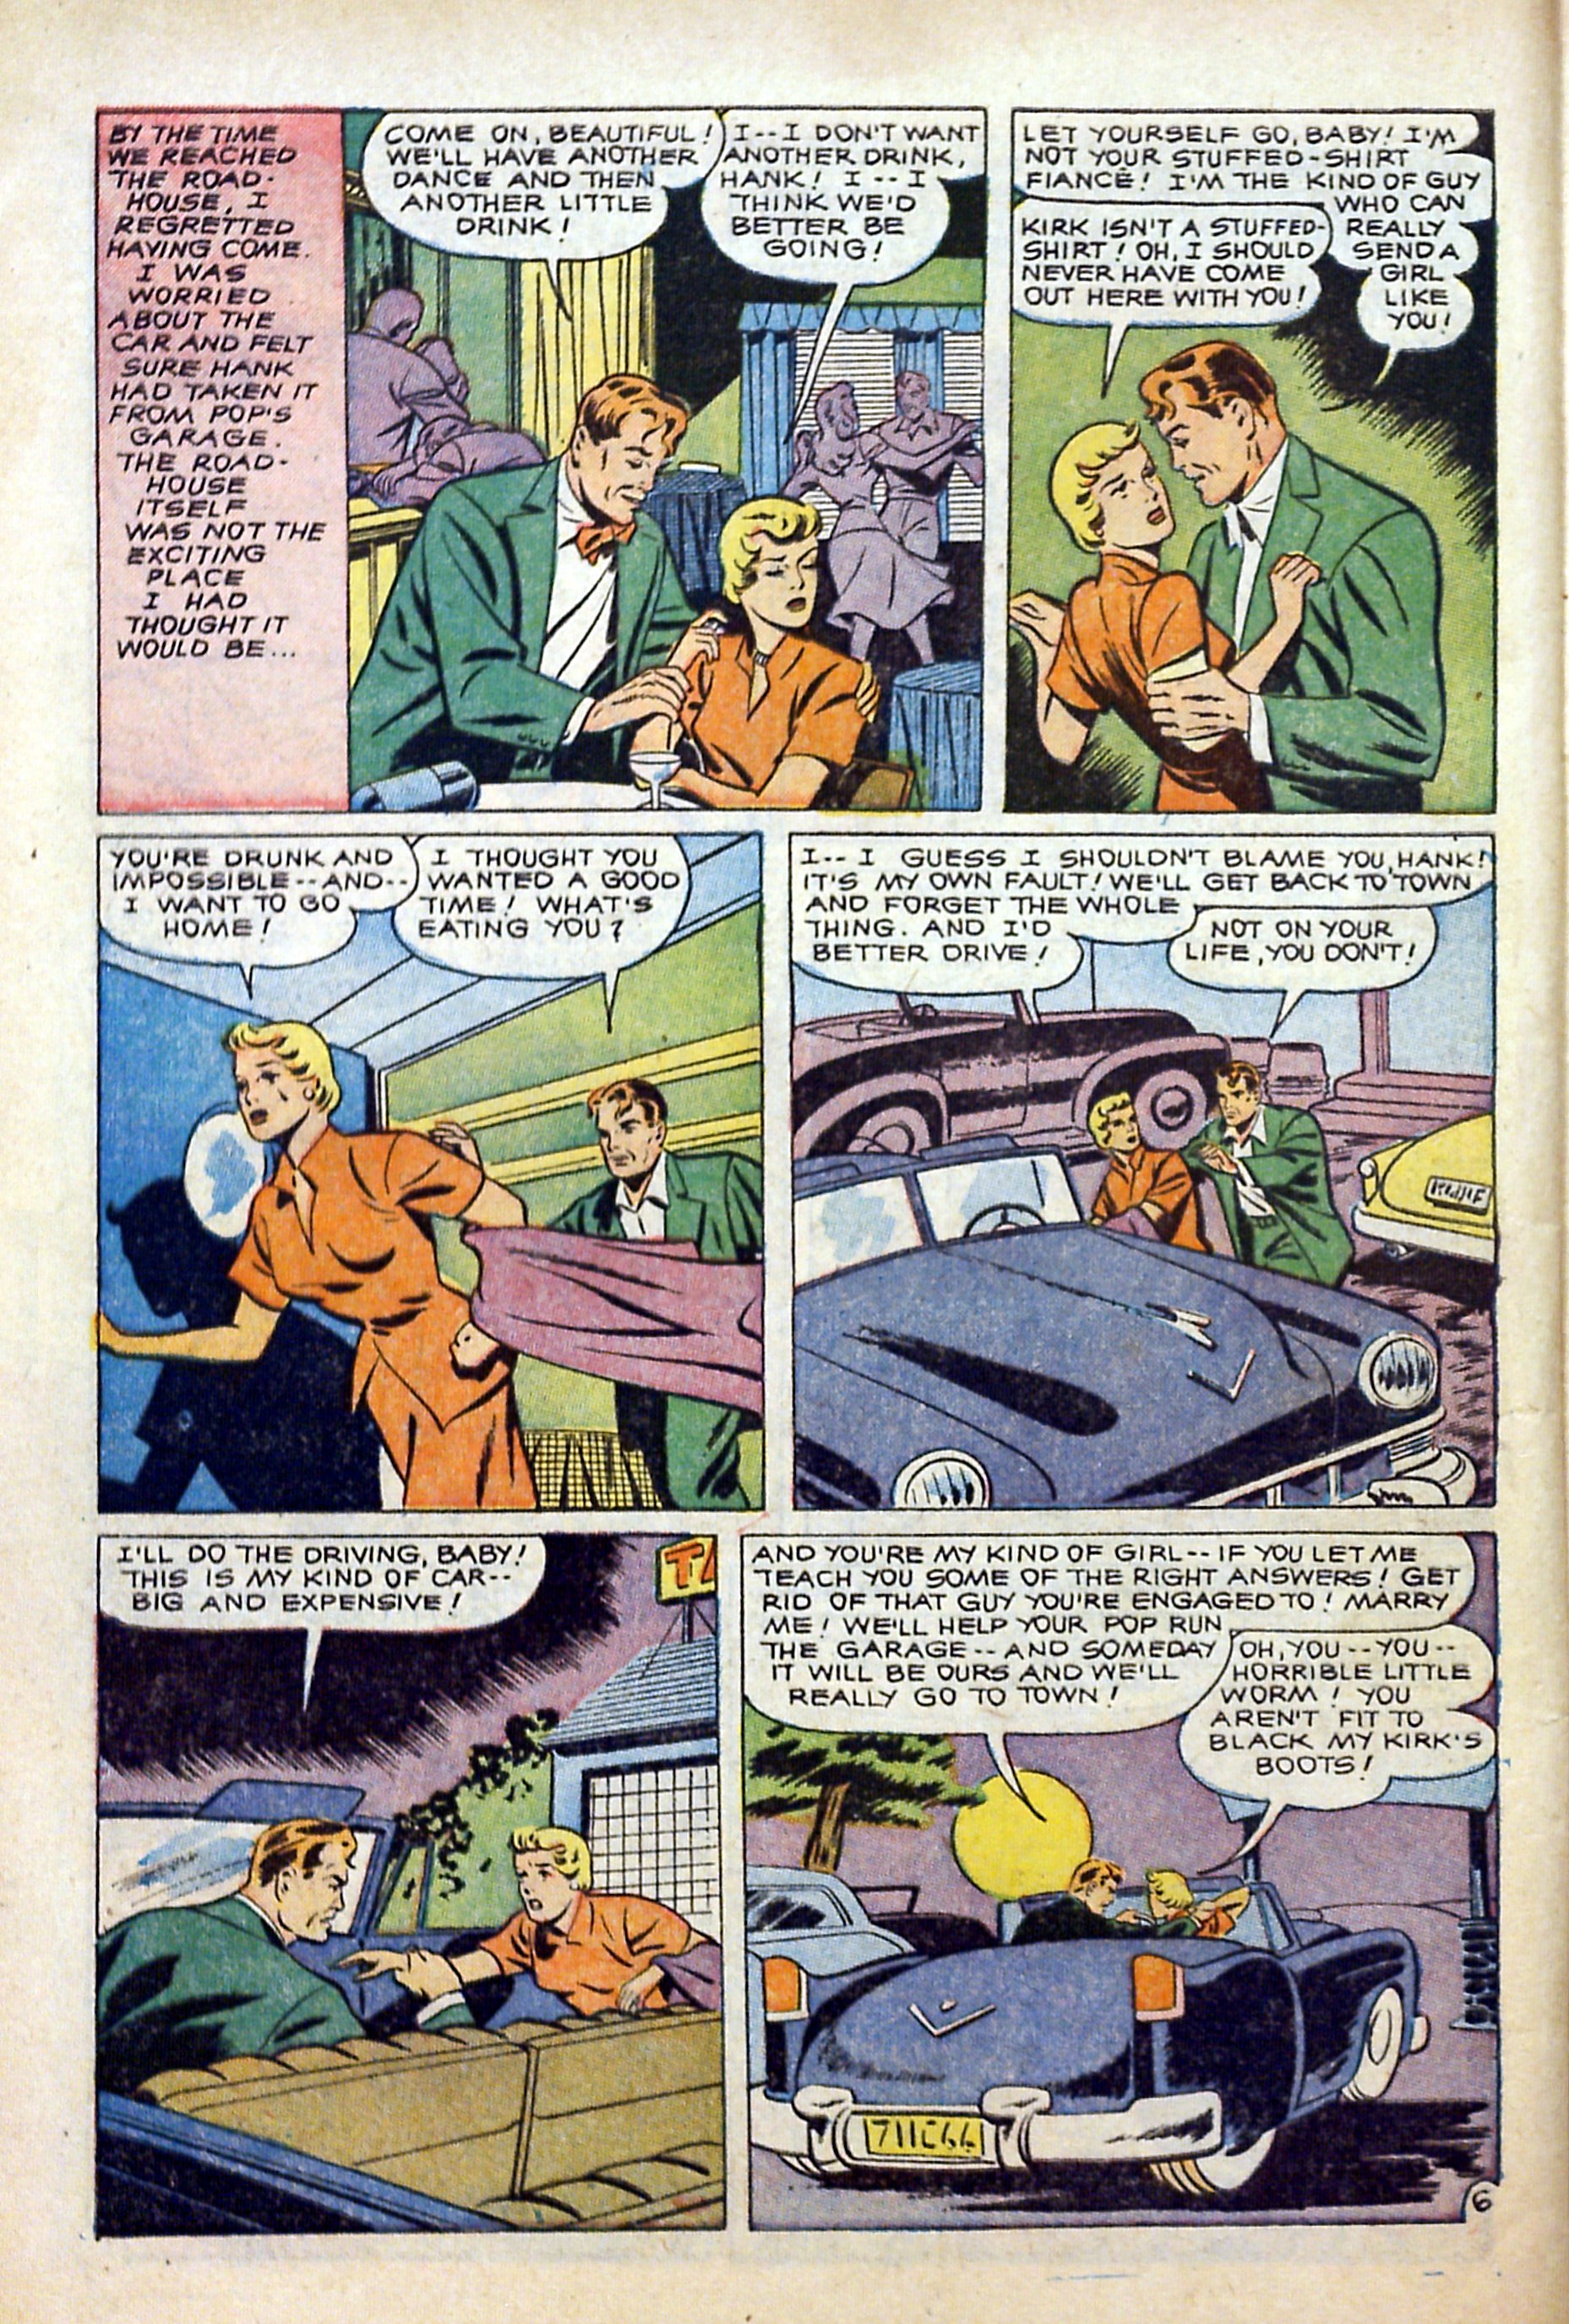 BY THE TIME
WE REACHED
THE ROAD-
HOUSE, I
REGRETTED
HAVING COME.
I WAS
WORRIED
ABOUT THE
CAR AND FELT
SURE HANK
HAD TAKEN IT
FROM POP'S
GARAGE.
THE ROAD-
HOUSE
ITSELF
WAS NOT THE
EXCITING
PLACE
I HAD
THOUGHT IT
WOULD BE...
COME ON, BEAUTIFUL!
WE'LL HAVE ANOTHER
DANCE AND THEN
ANOTHER LITTLE
DRINK!
I--I DON'T WANT
ANOTHER DRINK,
HANK! I--I
THINK WE'D
BETTER BE
GOING!
LET YOURSELF GO, BABY! I'M
NOT YOUR STUFFED-SHIRT
FIANCÉ! I'M THE KIND OF GUY
WHO CAN
REALLY
SEND A
GIRL
LIKE
YOU!
KIRK ISN'T A STUFFED-
SHIRT! OH, I SHOULD
NEVER HAVE COME
OUT HERE WITH YOU!
YOU'RE DRUNK AND
IMPOSSIBLE--AND--
I WANT TO GO
HOME!
I THOUGHT YOU
WANTED A GOOD
TIME! WHAT'S
EATING YOU?
I--I GUESS I SHOULDN'T BLAME YOU, HANK!
IT'S MY OWN FAULT! WE'LL GET BACK TO TOWN
AND FORGET THE WHOLE
THING. AND I'D
BETTER DRIVE!
NOT ON YOUR
LIFE, YOU DON'T!
I'LL DO THE DRIVING, BABY!
THIS IS MY KIND OF CAR--
BIG AND EXPENSIVE!
AND YOU'RE MY KIND OF GIRL--IF YOU LET ME
TEACH YOU SOME OF THE RIGHT ANSWERS! GET
RID OF THAT GUY YOU'RE ENGAGED TO! MARRY
ME! WE'LL HELP YOUR POP RUN
THE GARAGE--AND SOMEDAY
IT WILL BE OURS AND WE'LL
REALLY GO TO TOWN!
OH, YOU--YOU--
HORRIBLE LITTLE
WORM! YOU
AREN'T FIT TO
BLACK MY KIRK'S
BOOTS!
6